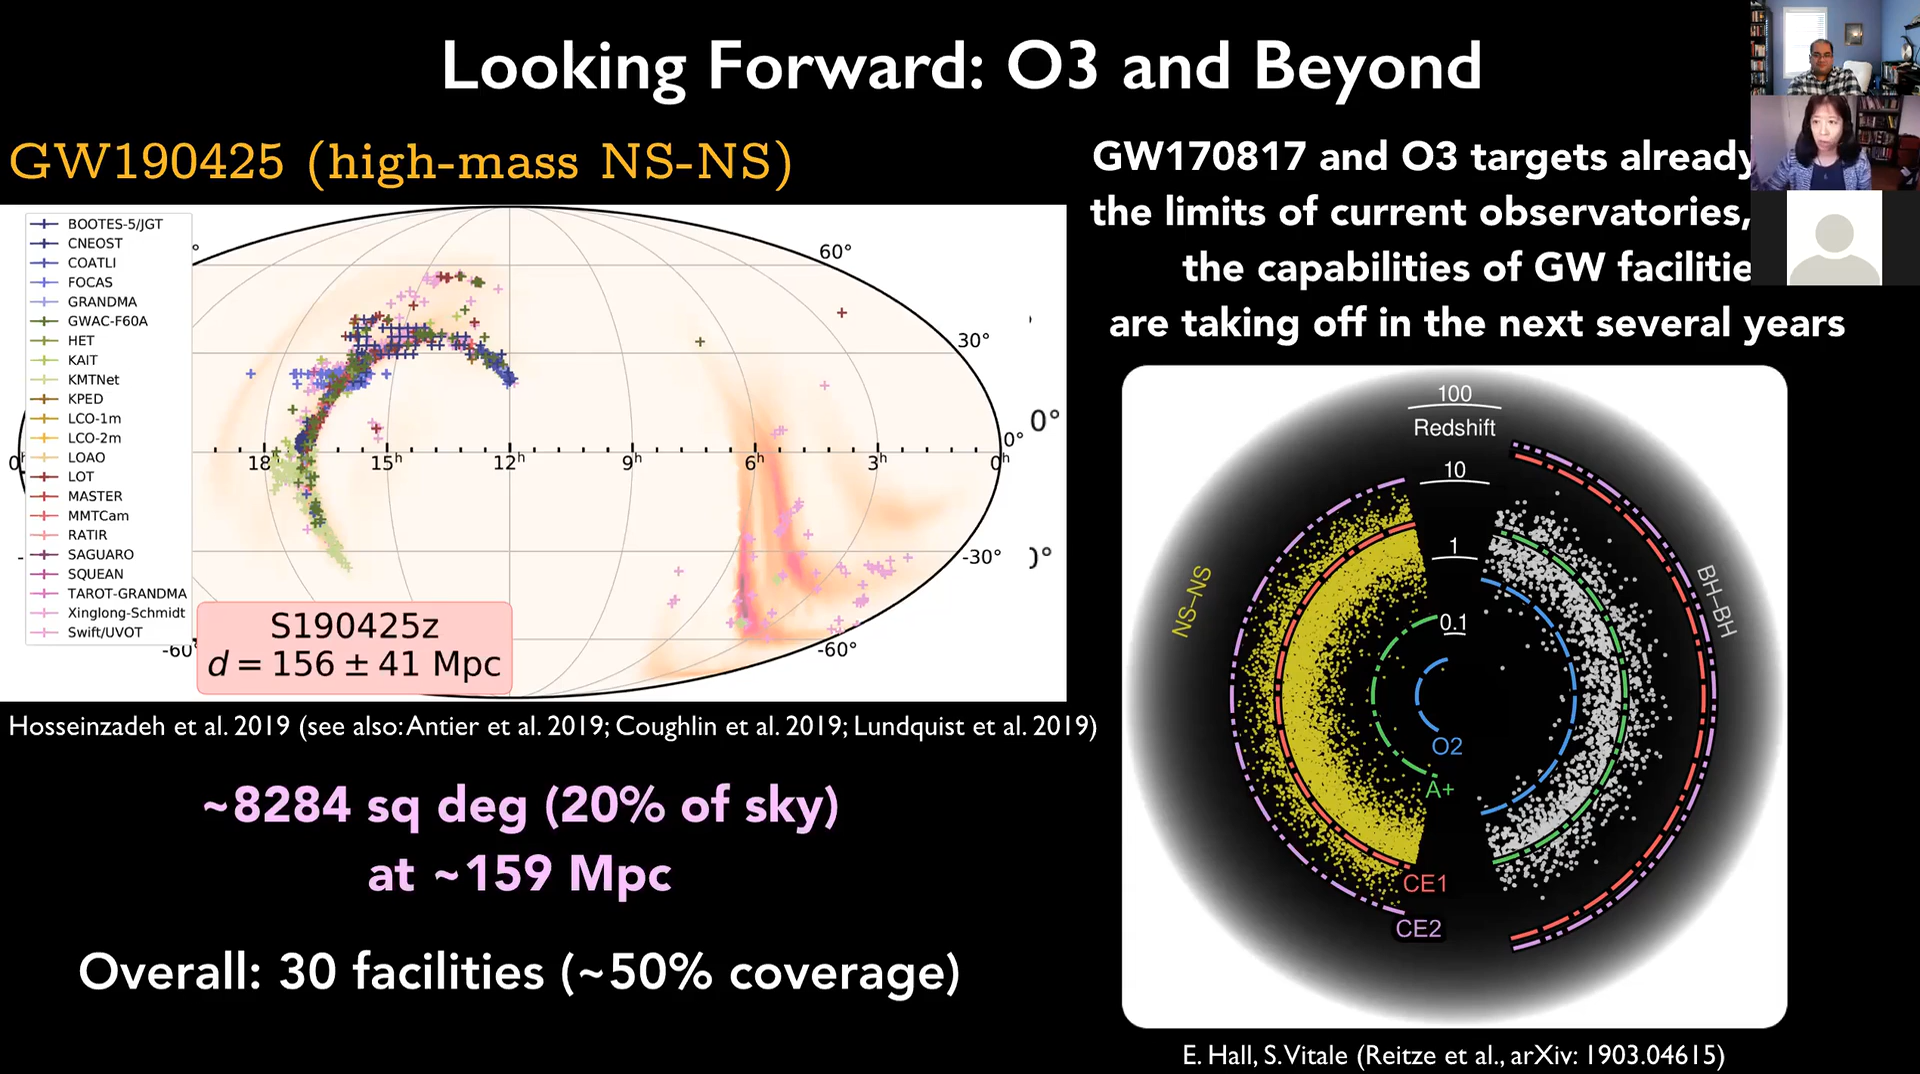 Looking Forward: O3 and Beyond
GW190425 (high-mass NS-NS)
BOOTES-5/JGT
CNEOST
COATLI
FOCAS
GRANDMA
GWAC-F60A
HET
KAIT
KMTNet
KPED
LCO-1m
LCO-2m
LOAO
LOT
MASTER
MMTCam
RATIR
SAGUARO
SQUEAN
TAROT-GRANDMA
Xinglong-Schmidt
Swift/UVOT
60°
30°
0°
0°
18h
15h
12h
9h
6h
3h
0h
-30°
-60°
-60°
S190425z
d = 156 ± 41 Mpc
Hosseinzadeh et al. 2019 (see also: Antier et al. 2019; Coughlin et al. 2019; Lundquist et al. 2019)
~8284 sq deg (20% of sky)
at ~159 Mpc
Overall: 30 facilities (~50% coverage)
GW170817 and O3 targets already
the limits of current observatories,
the capabilities of GW facilitie
are taking off in the next several years
100
Redshift
10
1
0.1
NS-NS
BH-BH
O2
A+
CE1
CE2
E. Hall, S. Vitale (Reitze et al., arXiv: 1903.04615)